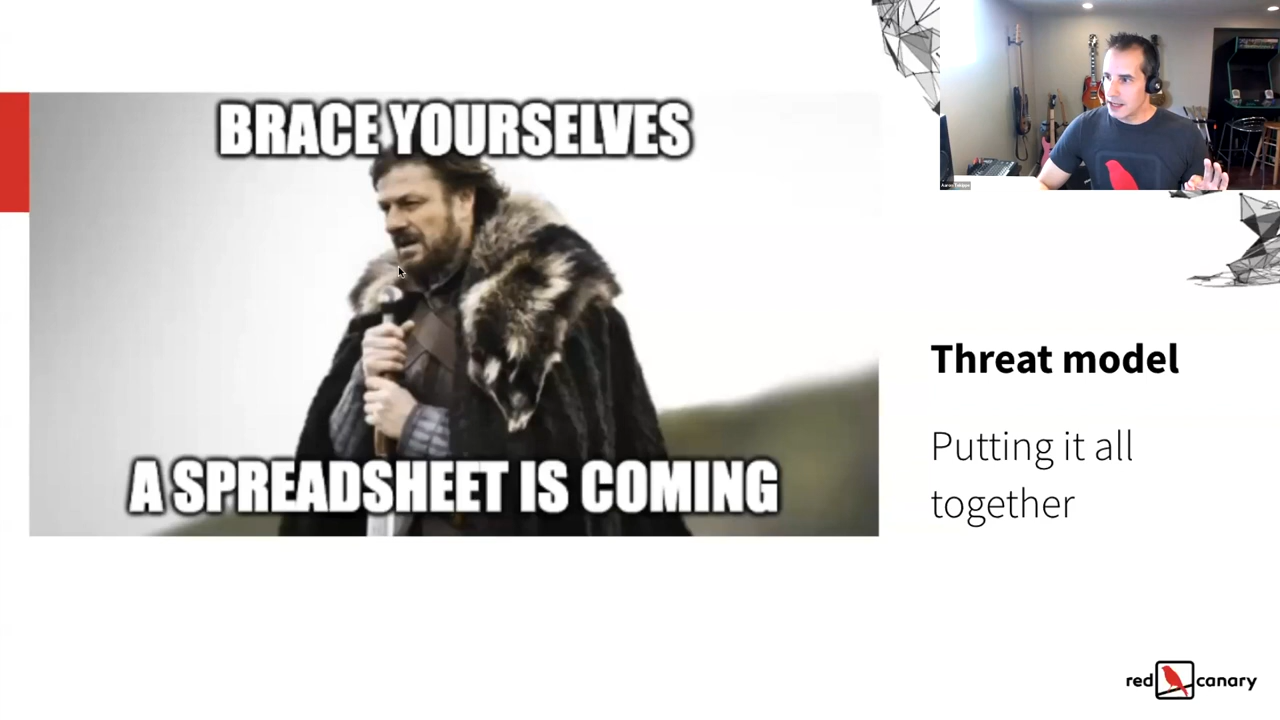 BRACE YOURSELVES
A SPREADSHEET IS COMING
Threat model
Putting it all
together
red canary